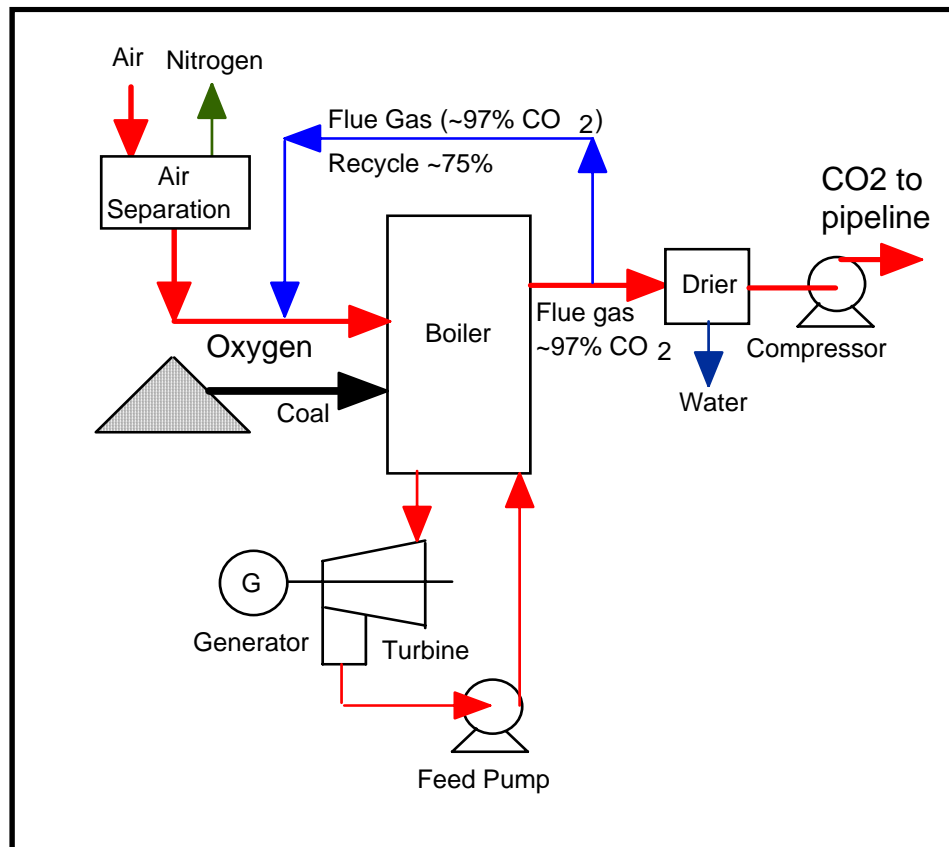 Air
Nitrogen
Flue Gas (~97% CO 2)
Recycle ~75%
Air
Separation
CO2 to
pipeline
Drier
Boiler
Flue gas
~97% CO 2
Oxygen
Compressor
Coal
Water
G
Generator
Turbine
Feed Pump